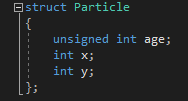 struct Particle
{
unsigned int age;
int x;
int y;
};